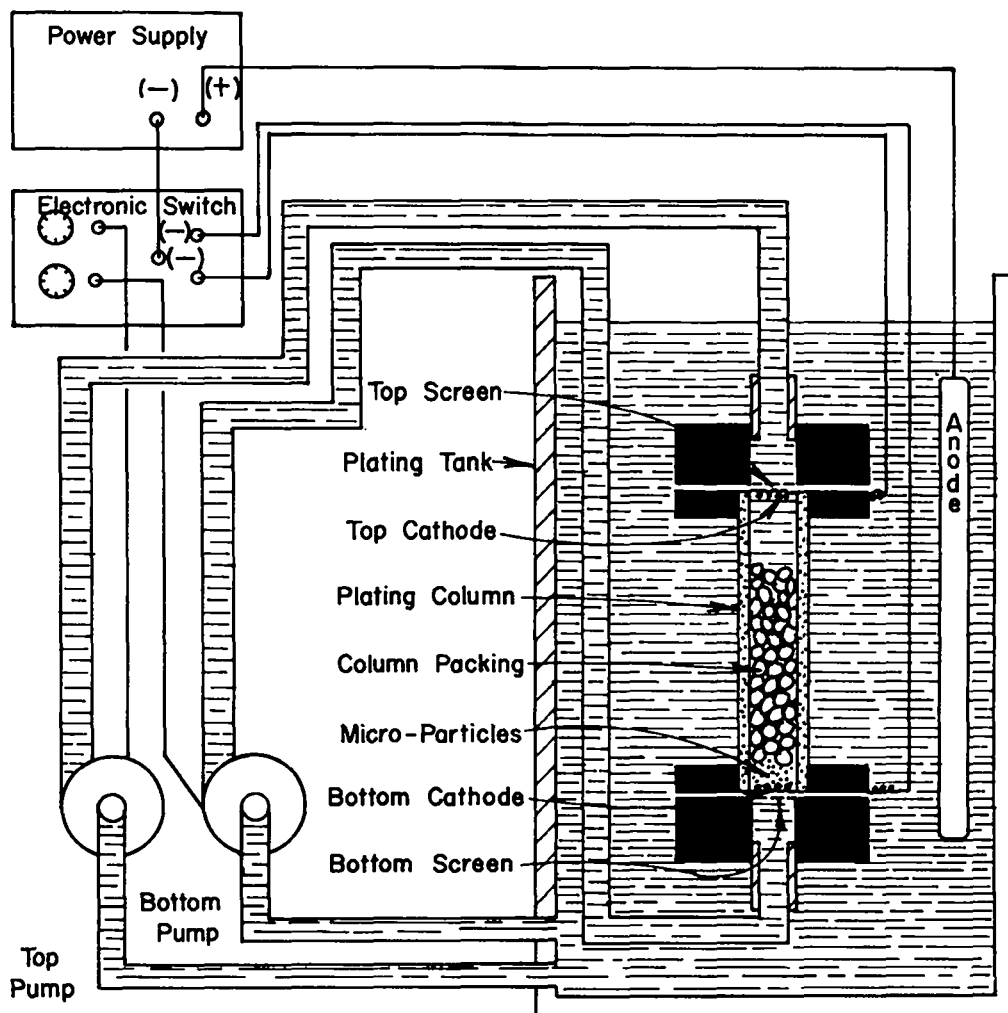 Power Supply
(-) (+)
Electronic Switch
(-)
(-)
Top Screen
Plating Tank
Top Cathode
Plating Column
Column Packing
Micro-Particles
Bottom Cathode
Bottom Screen
Anode
Bottom
Pump
Top
Pump